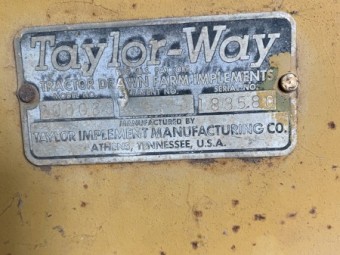 Taylor-Way
TRACTOR DRAWN FARM IMPLEMENTS
SERIAL NO.
MANUFACTURED BY
TAYLOR IMPLEMENT MANUFACTURING CO.
ATHENS, TENNESSEE, U.S.A.